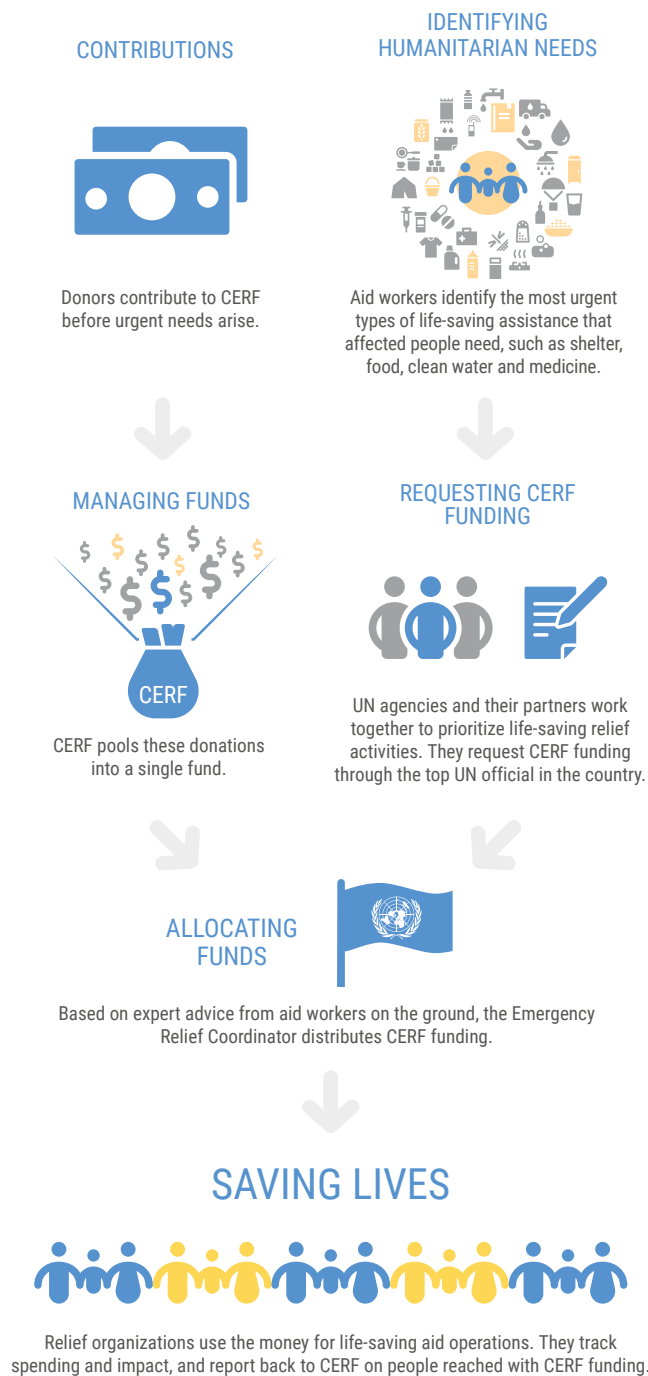 CONTRIBUTIONS
Donors contribute to CERF
before urgent needs arise.
IDENTIFYING
HUMANITARIAN NEEDS
Aid workers identify the most urgent
types of life-saving assistance that
affected people need, such as shelter,
food, clean water and medicine.
MANAGING FUNDS
$ $ $ $ $ $ $ $ $ $ $ $ $ $
CERF
CERF pools these donations
into a single fund.
REQUESTING CERF
FUNDING
UN agencies and their partners work
together to prioritize life-saving relief
activities. They request CERF funding
through the top UN official in the country.
ALLOCATING
FUNDS
Based on expert advice from aid workers on the ground, the Emergency
Relief Coordinator distributes CERF funding.
SAVING LIVES
Relief organizations use the money for life-saving aid operations. They track
spending and impact, and report back to CERF on people reached with CERF funding.